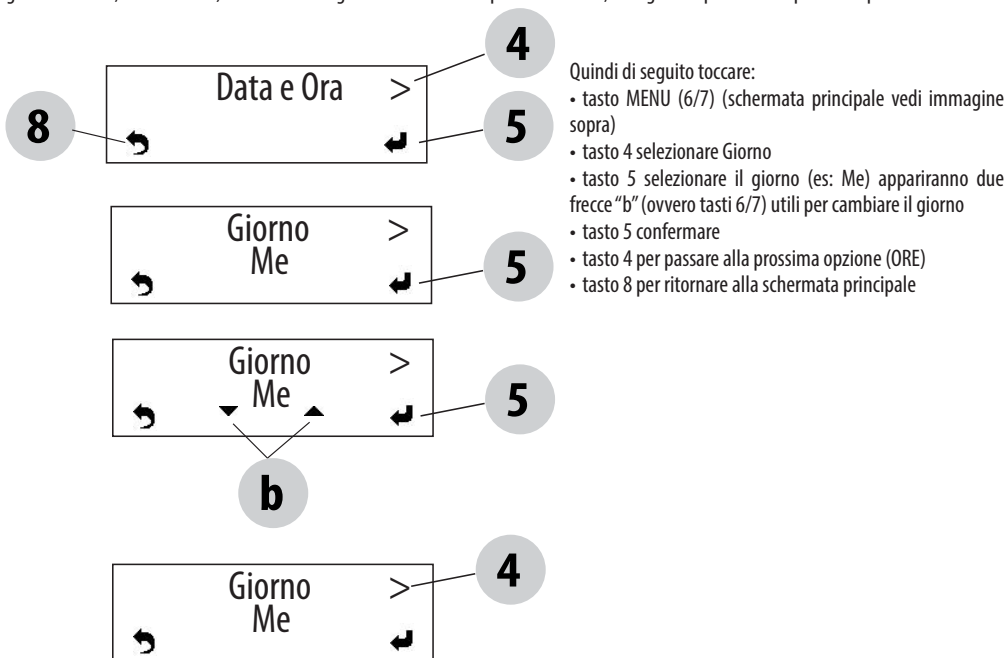 4
Data e Ora >
8
5
Quindi di seguito toccare:
• tasto MENU (6/7) (schermata principale vedi immagine
sopra)
• tasto 4 selezionare Giorno
• tasto 5 selezionare il giorno (es: Me) appariranno due
frecce "b" (ovvero tasti 6/7) utili per cambiare il giorno
• tasto 5 confermare
• tasto 4 per passare alla prossima opzione (ORE)
• tasto 8 per ritornare alla schermata principale
Giorno >
Me
5
Giorno >
Me
5
b
4
Giorno >
Me